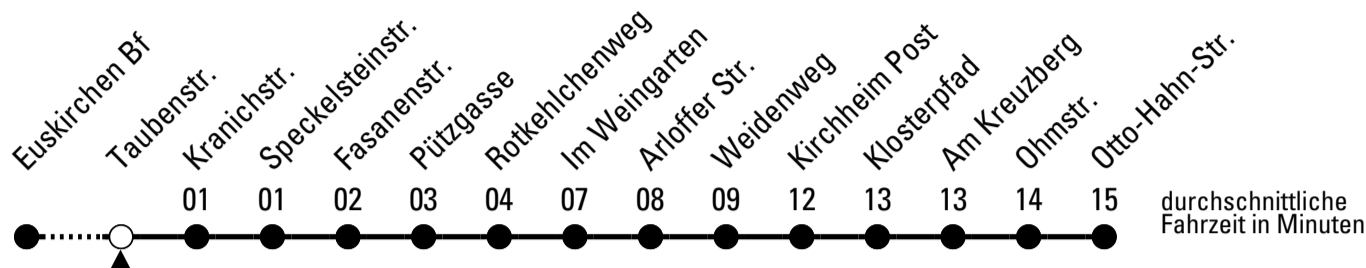 Euskirchen Bf
Taubenstr.
Kranichstr.
Speckelsteinstr.
Fasanenstr.
Pützgasse
Rotkehlchenweg
Im Weingarten
Arloffer Str.
Weidenweg
Kirchheim Post
Klosterpfad
Am Kreuzberg
Ohmstr.
Otto-Hahn-Str.
01 01 02 03 04 07 08 09 12 13 13 14 15
durchschnittliche
Fahrzeit in Minuten